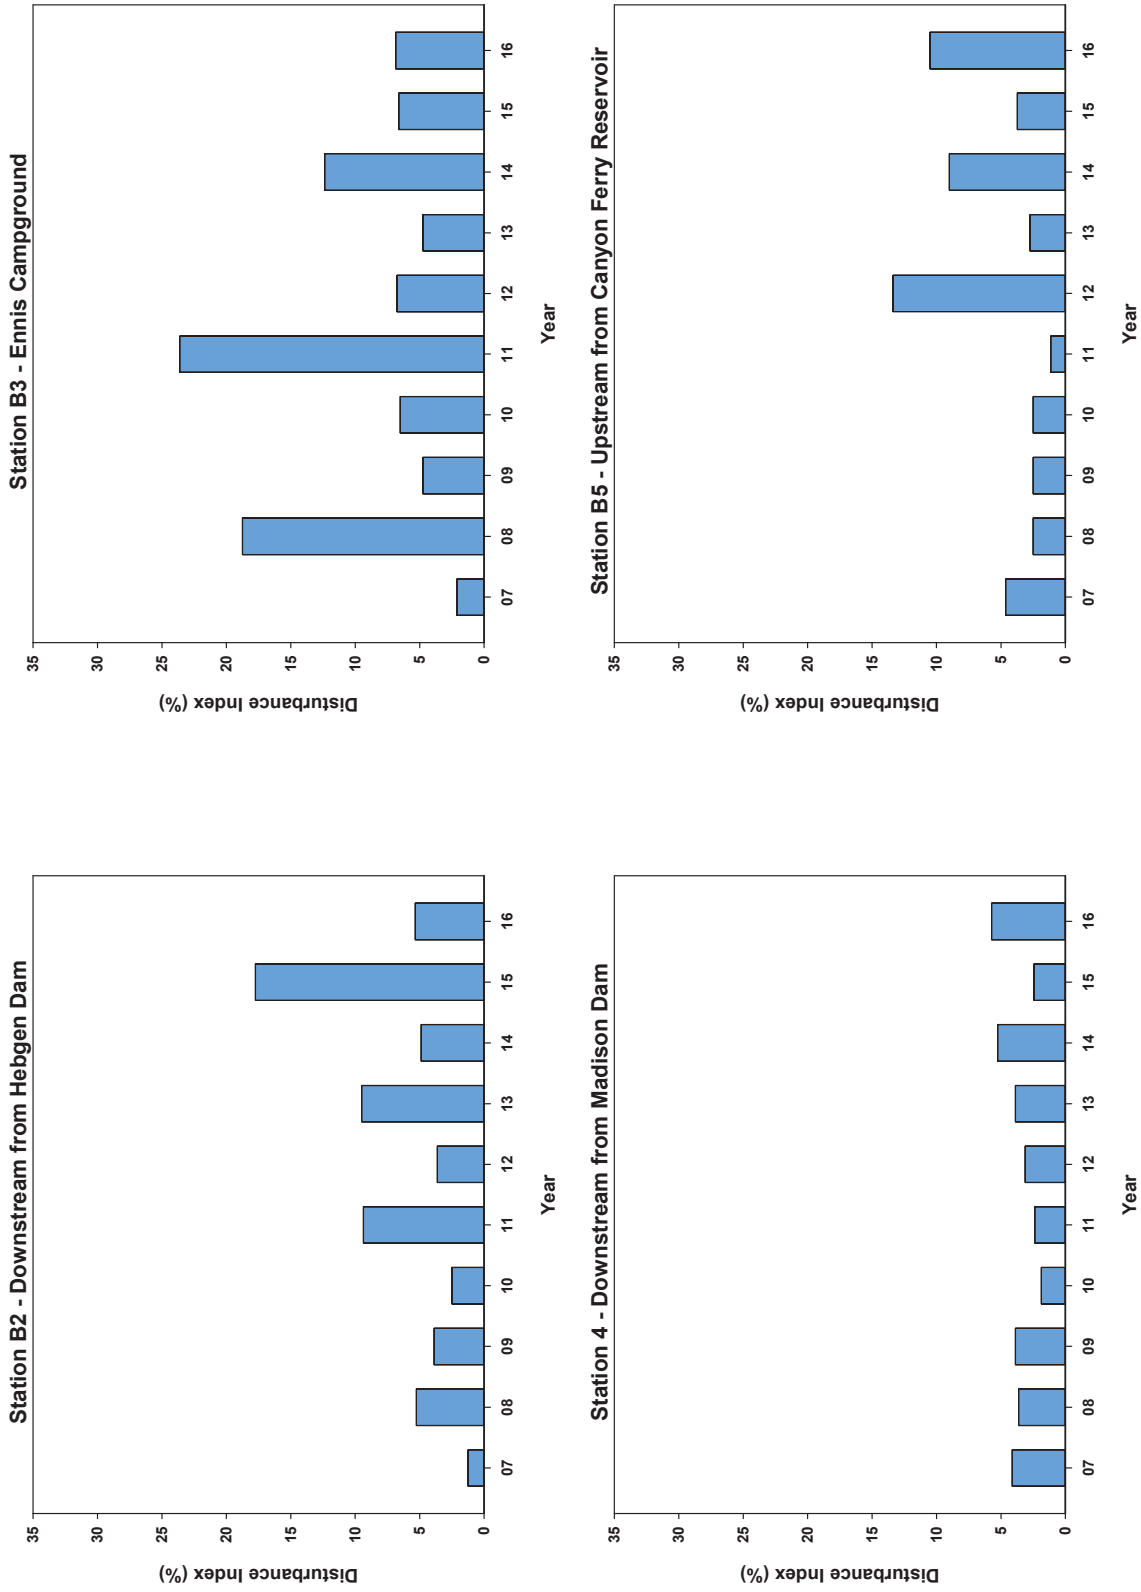 Station B2 - Downstream from Hebgen Dam
Disturbance Index (%)
35
30
25
20
15
10
5
0
07 08 09 10 11 12 13 14 15 16
Year
Station B3 - Ennis Campground
Disturbance Index (%)
35
30
25
20
15
10
5
0
07 08 09 10 11 12 13 14 15 16
Year
Station 4 - Downstream from Madison Dam
Disturbance Index (%)
35
30
25
20
15
10
5
0
07 08 09 10 11 12 13 14 15 16
Year
Station B5 - Upstream from Canyon Ferry Reservoir
Disturbance Index (%)
35
30
25
20
15
10
5
0
07 08 09 10 11 12 13 14 15 16
Year